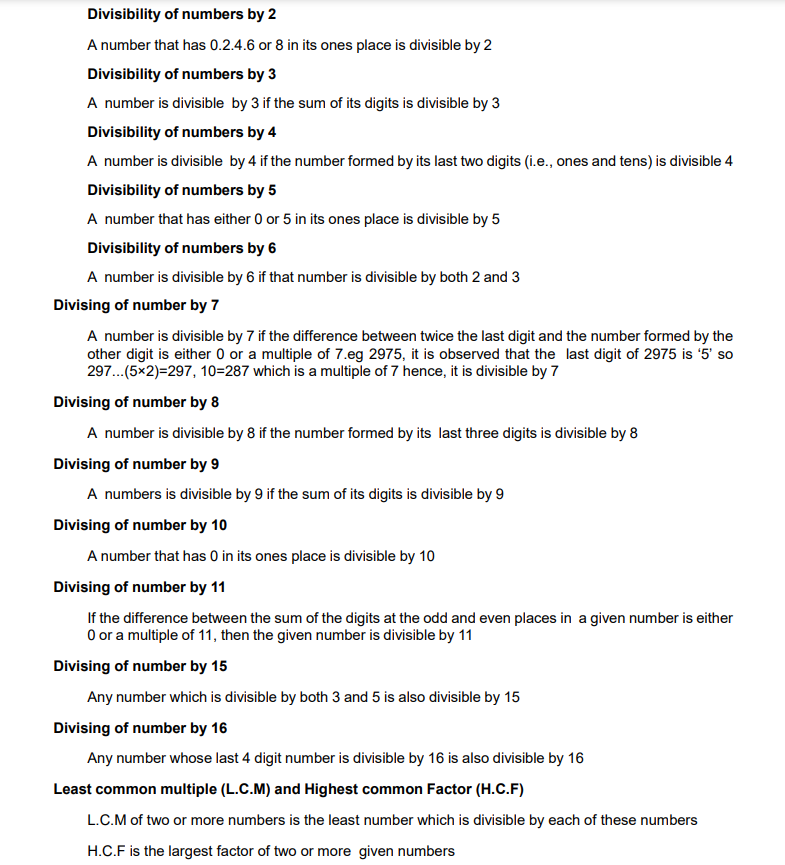 Divisibility of numbers by 2
A number that has 0.2.4.6 or 8 in its ones place is divisible by 2
Divisibility of numbers by 3
A number is divisible by 3 if the sum of its digits is divisible by 3
Divisibility of numbers by 4
A number is divisible by 4 if the number formed by its last two digits (i.e., ones and tens) is divisible 4
Divisibility of numbers by 5
A number that has either 0 or 5 in its ones place is divisible by 5
Divisibility of numbers by 6
A number is divisible by 6 if that number is divisible by both 2 and 3
Divising of number by 7
A number is divisible by 7 if the difference between twice the last digit and the number formed by the
other digit is either 0 or a multiple of 7.eg 2975, it is observed that the last digit of 2975 is ‘5’ so
297...(5×2)=297, 10=287 which is a multiple of 7 hence, it is divisible by 7
Divising of number by 8
A number is divisible by 8 if the number formed by its last three digits is divisible by 8
Divising of number by 9
A numbers is divisible by 9 if the sum of its digits is divisible by 9
Divising of number by 10
A number that has 0 in its ones place is divisible by 10
Divising of number by 11
If the difference between the sum of the digits at the odd and even places in a given number is either
0 or a multiple of 11, then the given number is divisible by 11
Divising of number by 15
Any number which is divisible by both 3 and 5 is also divisible by 15
Divising of number by 16
Any number whose last 4 digit number is divisible by 16 is also divisible by 16
Least common multiple (L.C.M) and Highest common Factor (H.C.F)
L.C.M of two or more numbers is the least number which is divisible by each of these numbers
H.C.F is the largest factor of two or more given numbers